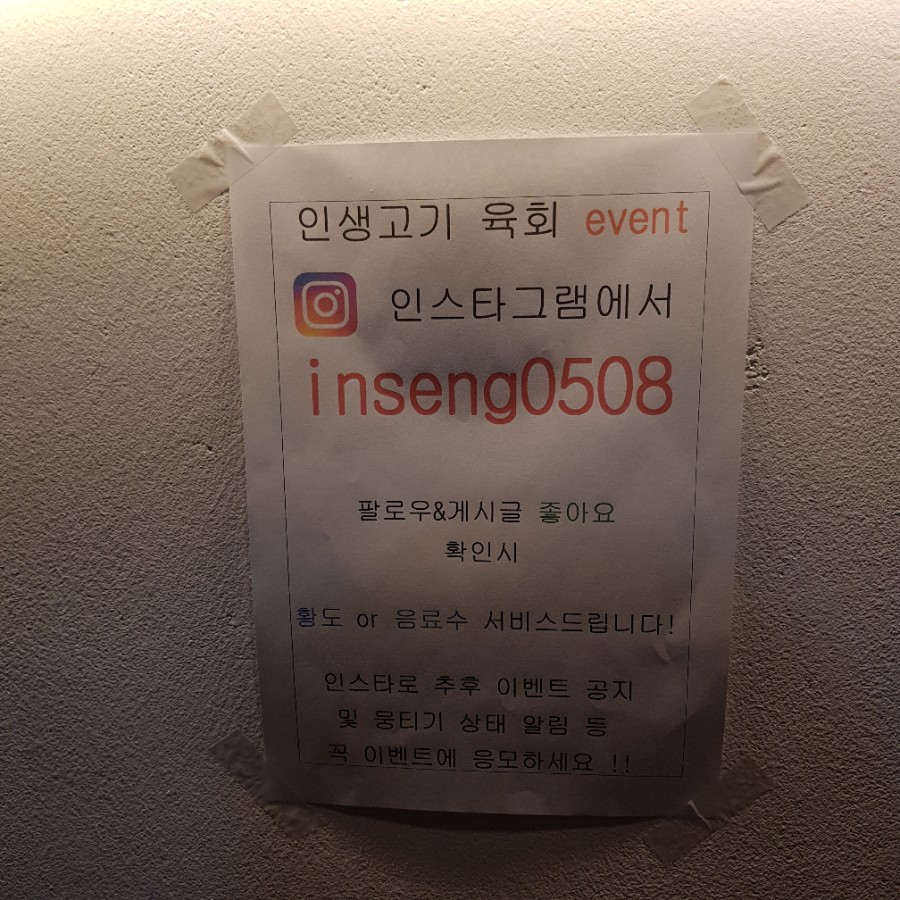 인생고기 육회 event
인스타그램에서
inseng0508
팔로우&게시글 좋아요
확인시
황도 or 음료수 서비스드립니다!
인스타로 추후 이벤트 공지
및 뭉티기 상태 알림 등
꼭 이벤트에 응모하세요 !!